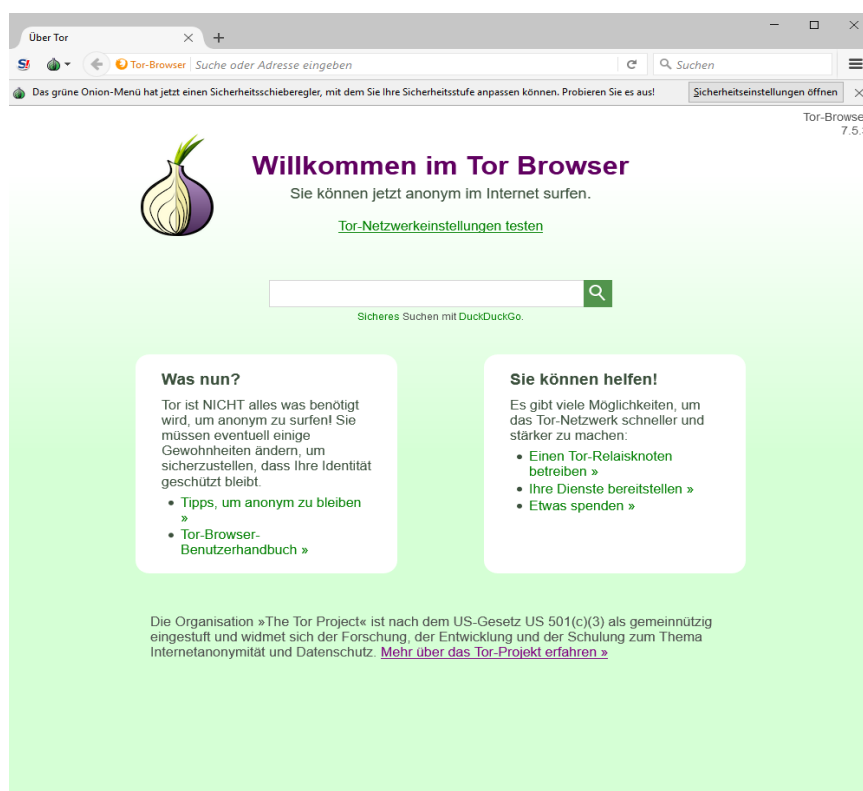 Über Tor
Tor-Browser Suche oder Adresse eingeben Suchen
Das grüne Onion-Menü hat jetzt einen Sicherheitsschieberegler, mit dem Sie Ihre Sicherheitsstufe anpassen können. Probieren Sie es aus! Sicherheitseinstellungen öffnen
Tor-Browse
7.5.
Willkommen im Tor Browser
Sie können jetzt anonym im Internet surfen.
Tor-Netzwerkeinstellungen testen
Sicheres Suchen mit DuckDuckGo.
Was nun?
Tor ist NICHT alles was benötigt
wird, um anonym zu surfen! Sie
müssen eventuell einige
Gewohnheiten ändern, um
sicherzustellen, dass Ihre Identität
geschützt bleibt.
• Tipps, um anonym zu bleiben
»
• Tor-Browser-
Benutzerhandbuch »
Sie können helfen!
Es gibt viele Möglichkeiten, um
das Tor-Netzwerk schneller und
stärker zu machen:
• Einen Tor-Relaisknoten
betreiben »
• Ihre Dienste bereitstellen »
• Etwas spenden »
Die Organisation »The Tor Project« ist nach dem US-Gesetz US 501(c)(3) als gemeinnützig
eingestuft und widmet sich der Forschung, der Entwicklung und der Schulung zum Thema
Internetanonymität und Datenschutz. Mehr über das Tor-Projekt erfahren »